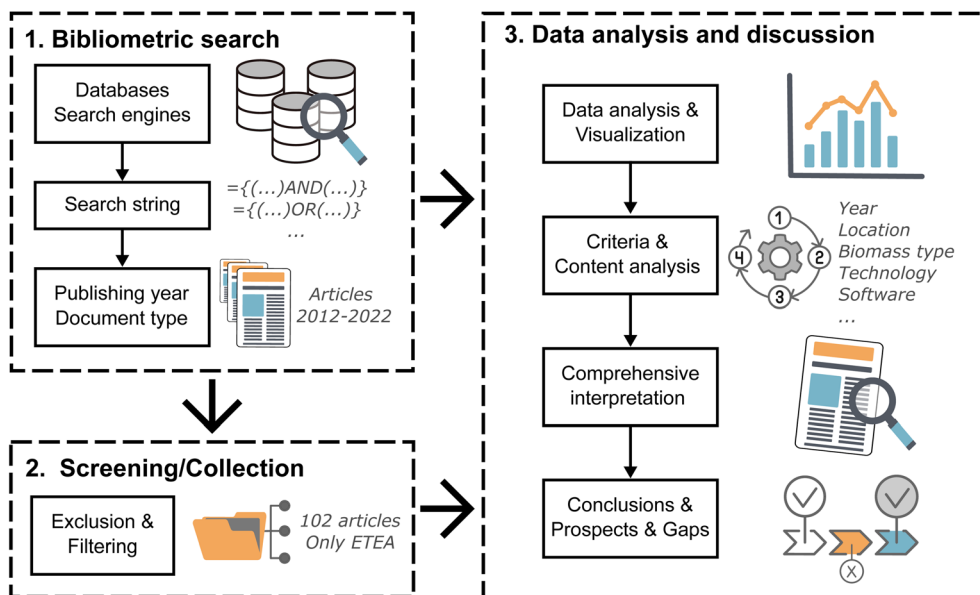 1. Bibliometric search
Databases
Search engines
={(...)AND(...)}
={(...)OR(...)}
...
Search string
Publishing year
Document type
Articles
2012-2022
2. Screening/Collection
Exclusion &
Filtering
102 articles
Only ETEA
3. Data analysis and discussion
Data analysis &
Visualization
Criteria &
Content analysis
1
2
3
4
Year
Location
Biomass type
Technology
Software
...
Comprehensive
interpretation
Conclusions &
Prospects & Gaps
X